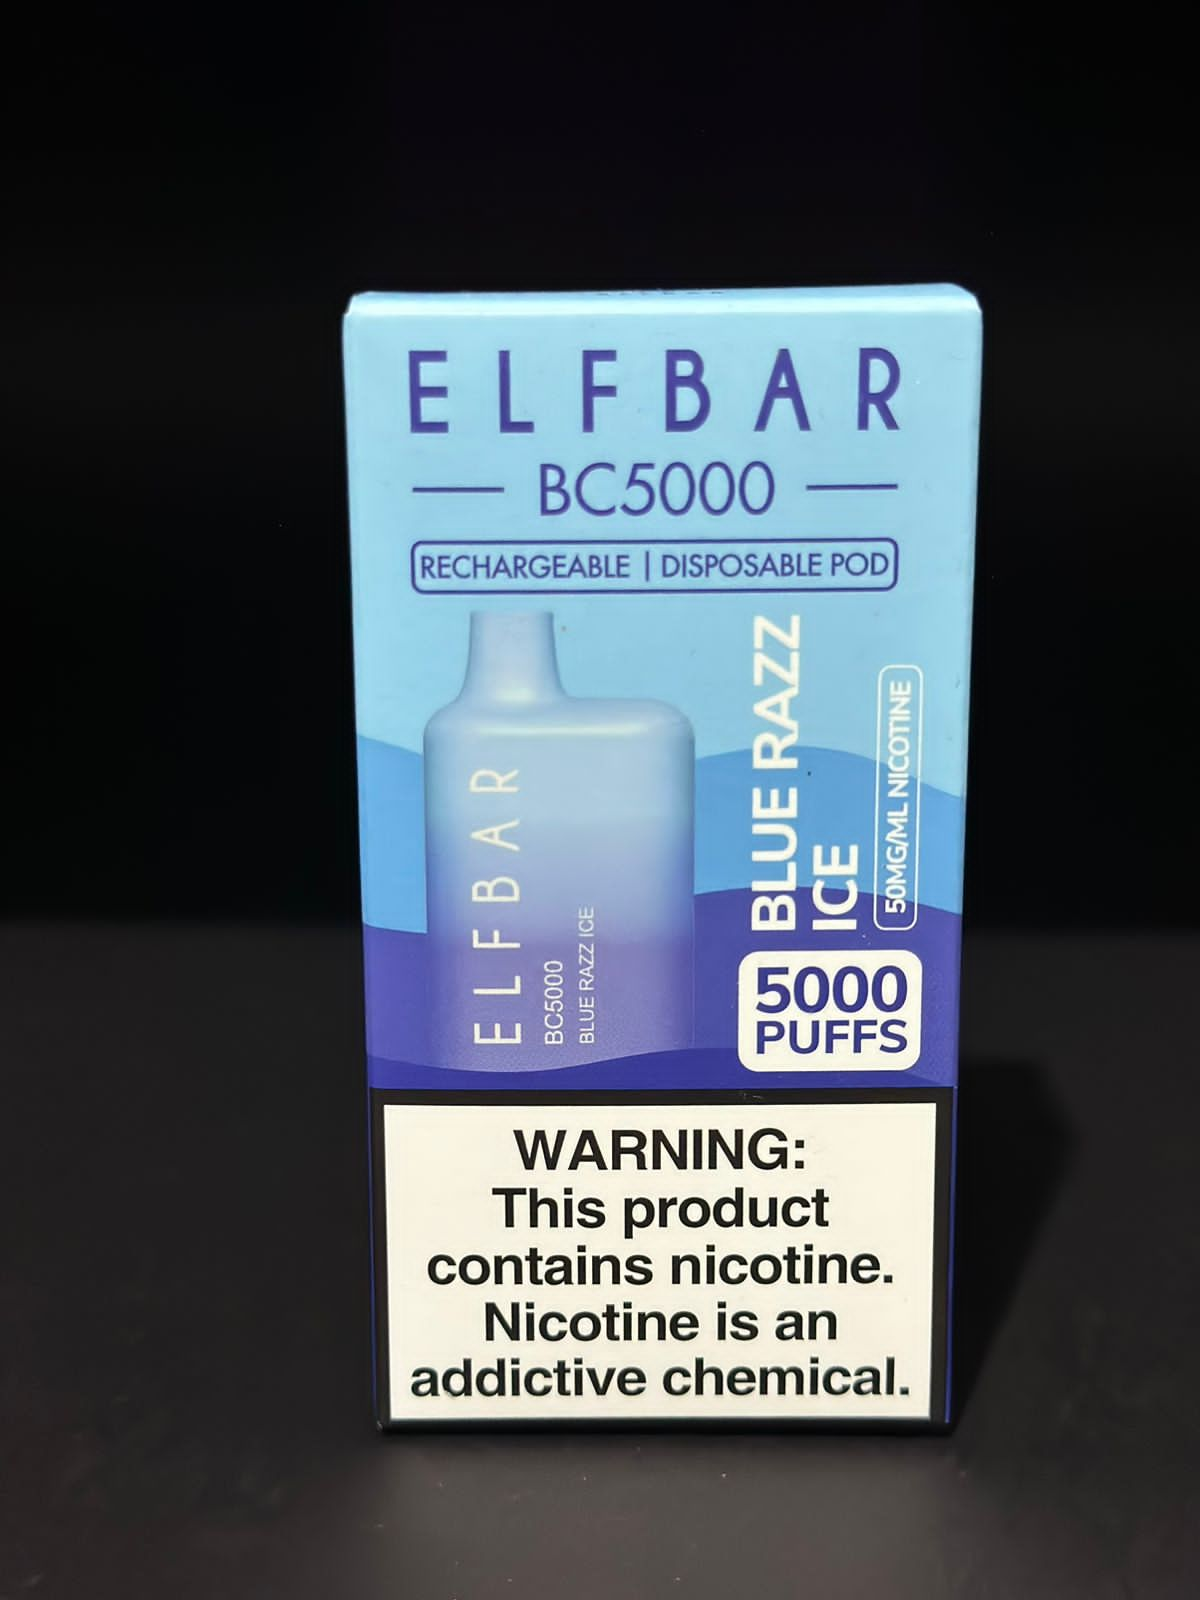 ELFBAR
BC5000
RECHARGEABLE | DISPOSABLE POD
ELFBAR
BC5000
BLUE RAZZ ICE
BLUE RAZZ
ICE
50MG/ML NICOTINE
5000
PUFFS
WARNING:
This product
contains nicotine.
Nicotine is an
addictive chemical.